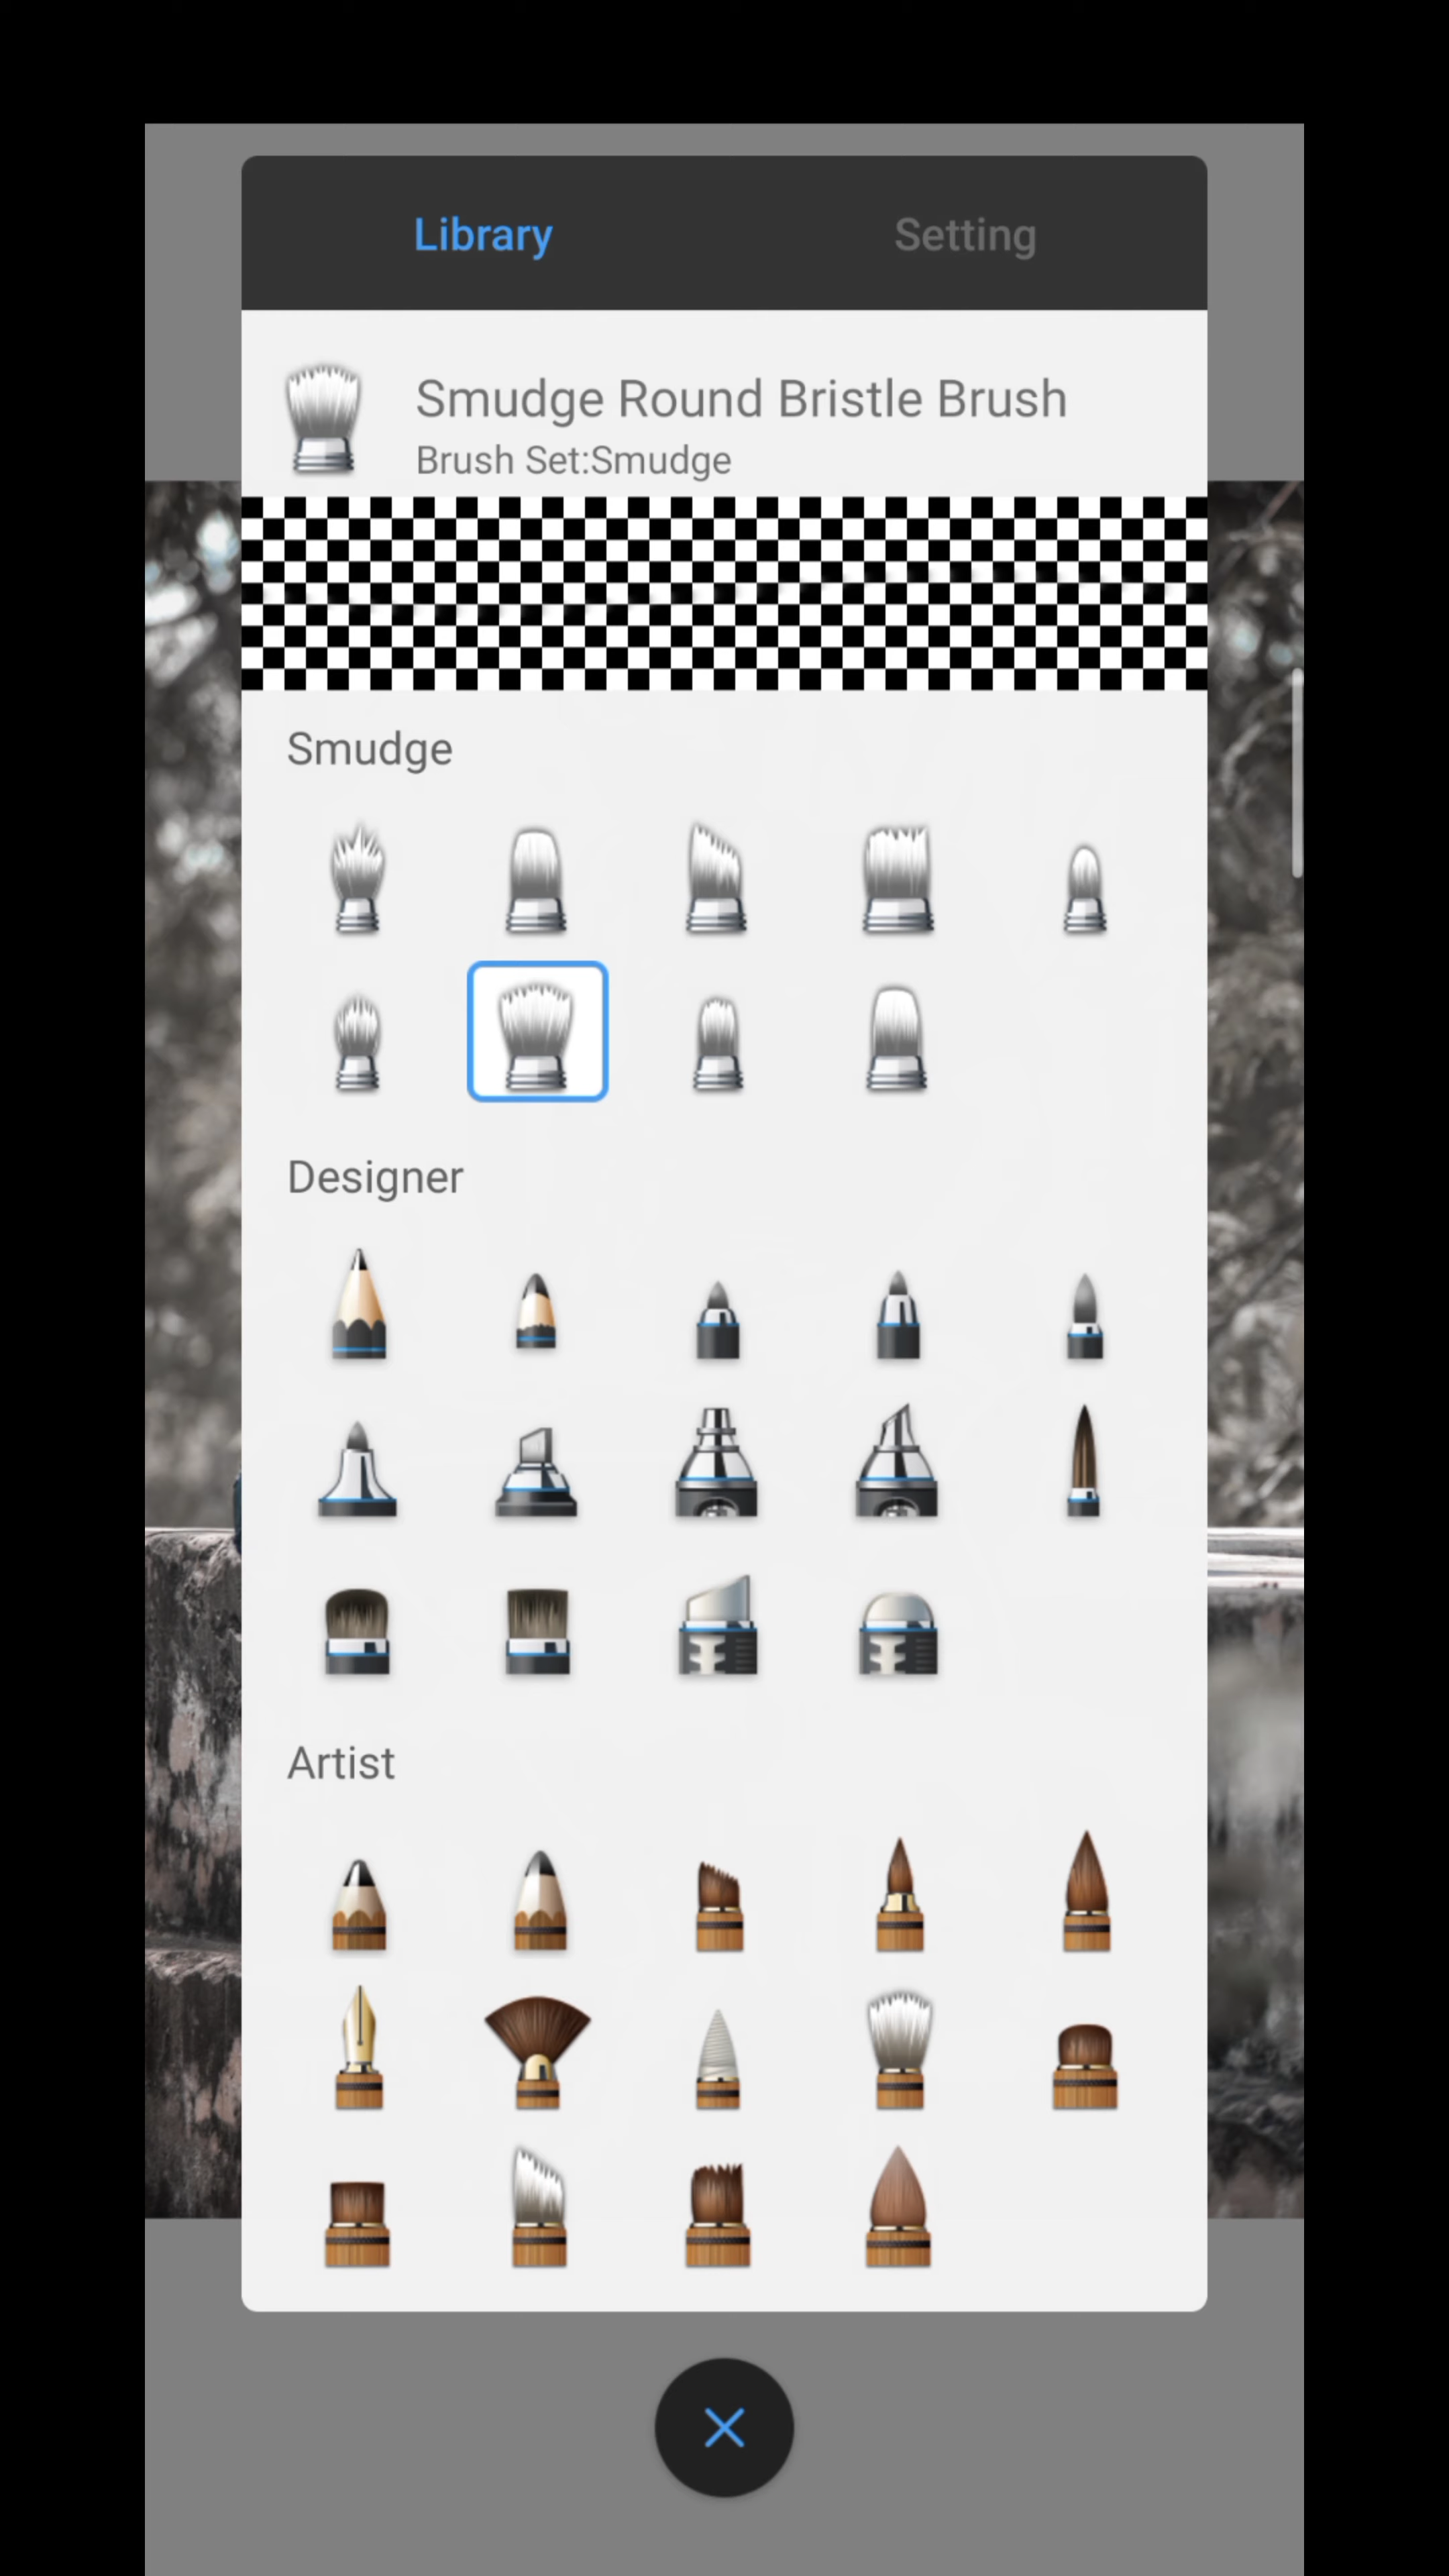 Library
Setting
Smudge Round Bristle Brush
Brush Set:Smudge
Smudge
Designer
Artist